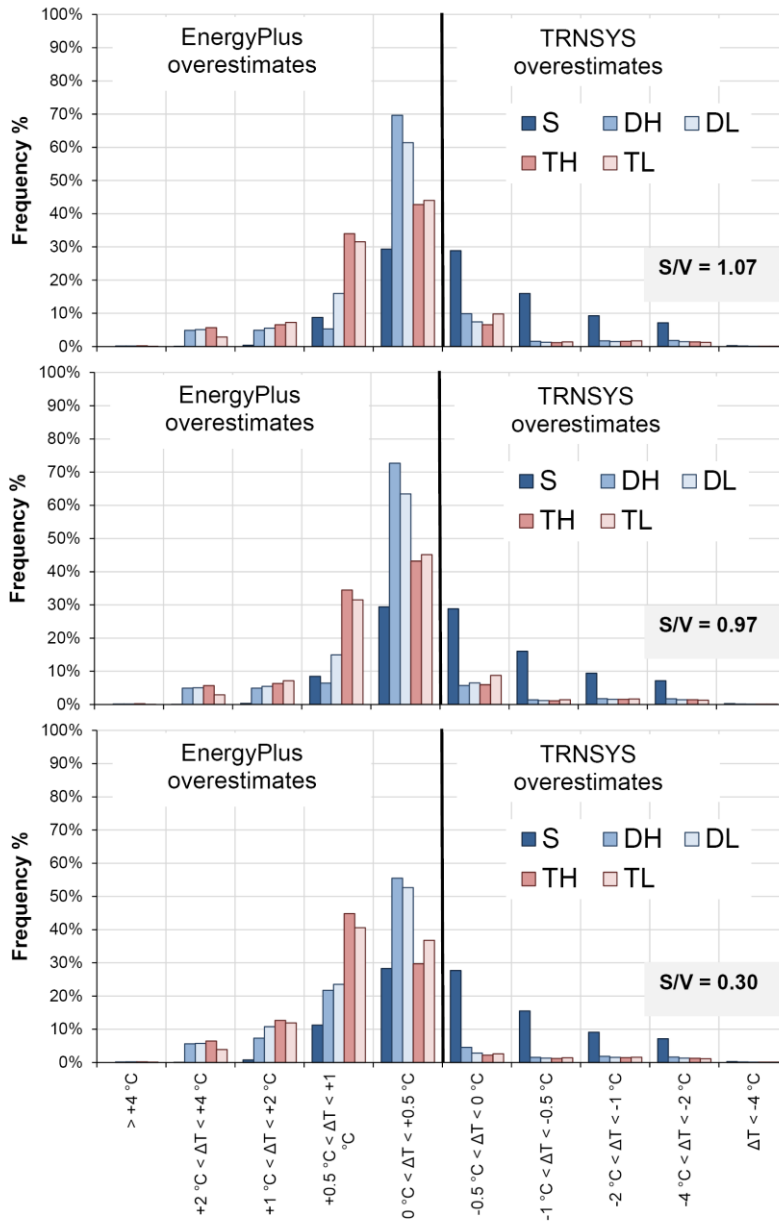 100%
90%
80%
70%
60%
50%
40%
30%
20%
10%
0%
Frequency %
EnergyPlus
overestimates
TRNSYS
overestimates
S DH DL
TH TL
S/V = 1.07
100%
90%
80%
70%
60%
50%
40%
30%
20%
10%
0%
Frequency %
EnergyPlus
overestimates
TRNSYS
overestimates
S DH DL
TH TL
S/V = 0.97
100%
90%
80%
70%
60%
50%
40%
30%
20%
10%
0%
Frequency %
EnergyPlus
overestimates
TRNSYS
overestimates
S DH DL
TH TL
S/V = 0.30
> +4 °C
+2 °C < ΔT < +4 °C
+1 °C < ΔT < +2 °C
+0.5 °C < ΔT < +1
°C
0 °C < ΔT < +0.5 °C
-0.5 °C < ΔT < 0 °C
-1 °C < ΔT < -0.5 °C
-2 °C < ΔT < -1 °C
-4 °C < ΔT < -2 °C
ΔT < -4 °C